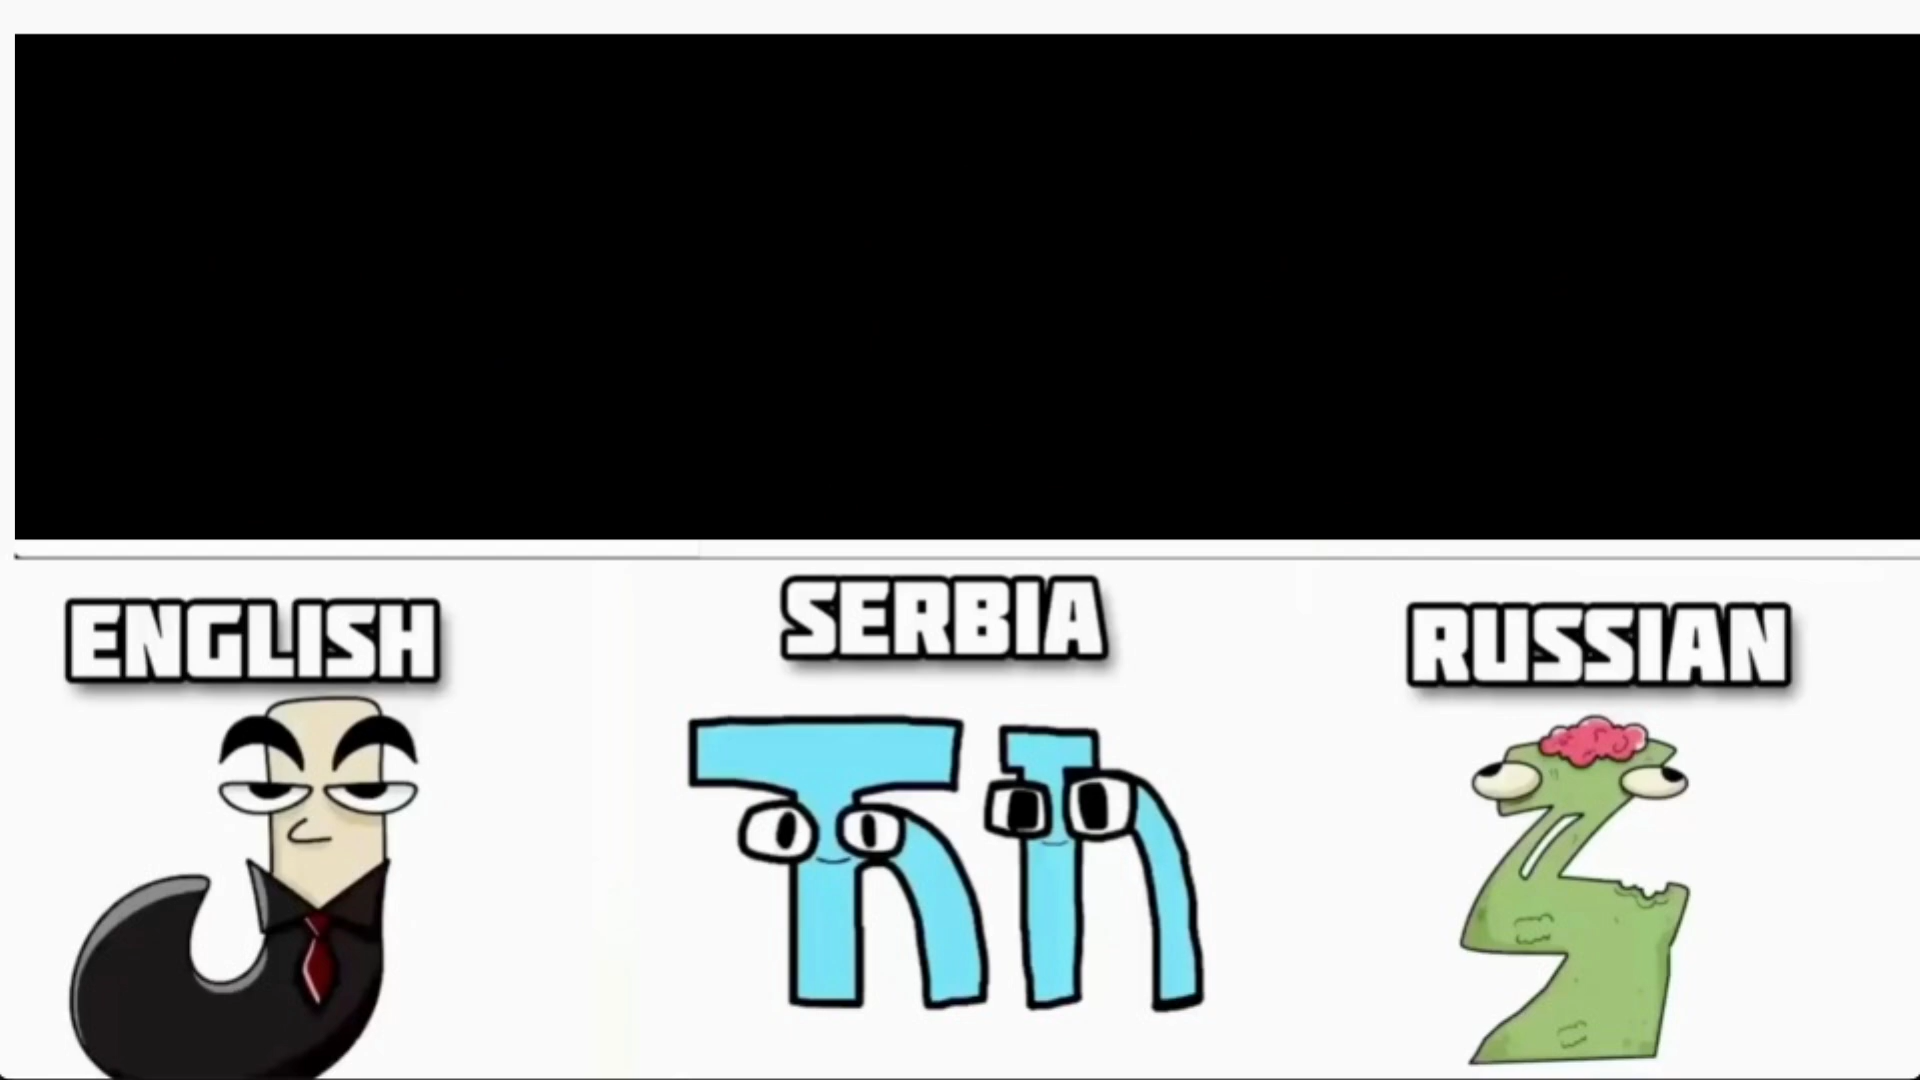 ENGLISH
SERBIA
RUSSIAN
J
Ћ ћ
З